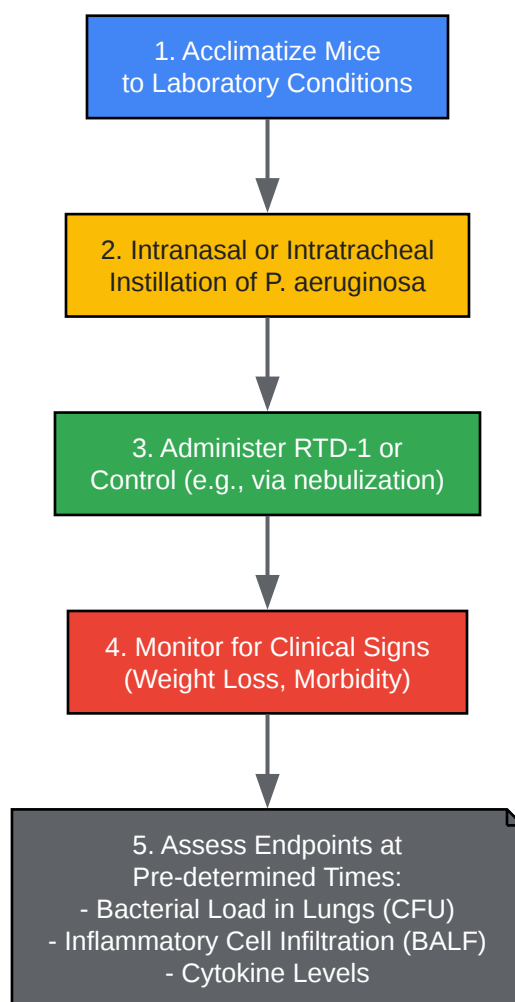 1. Acclimatize Mice
to Laboratory Conditions
2. Intranasal or Intratracheal
Instillation of P. aeruginosa
3. Administer RTD-1 or
Control (e.g., via nebulization)
4. Monitor for Clinical Signs
(Weight Loss, Morbidity)
5. Assess Endpoints at
Pre-determined Times:
- Bacterial Load in Lungs (CFU)
- Inflammatory Cell Infiltration (BALF)
- Cytokine Levels